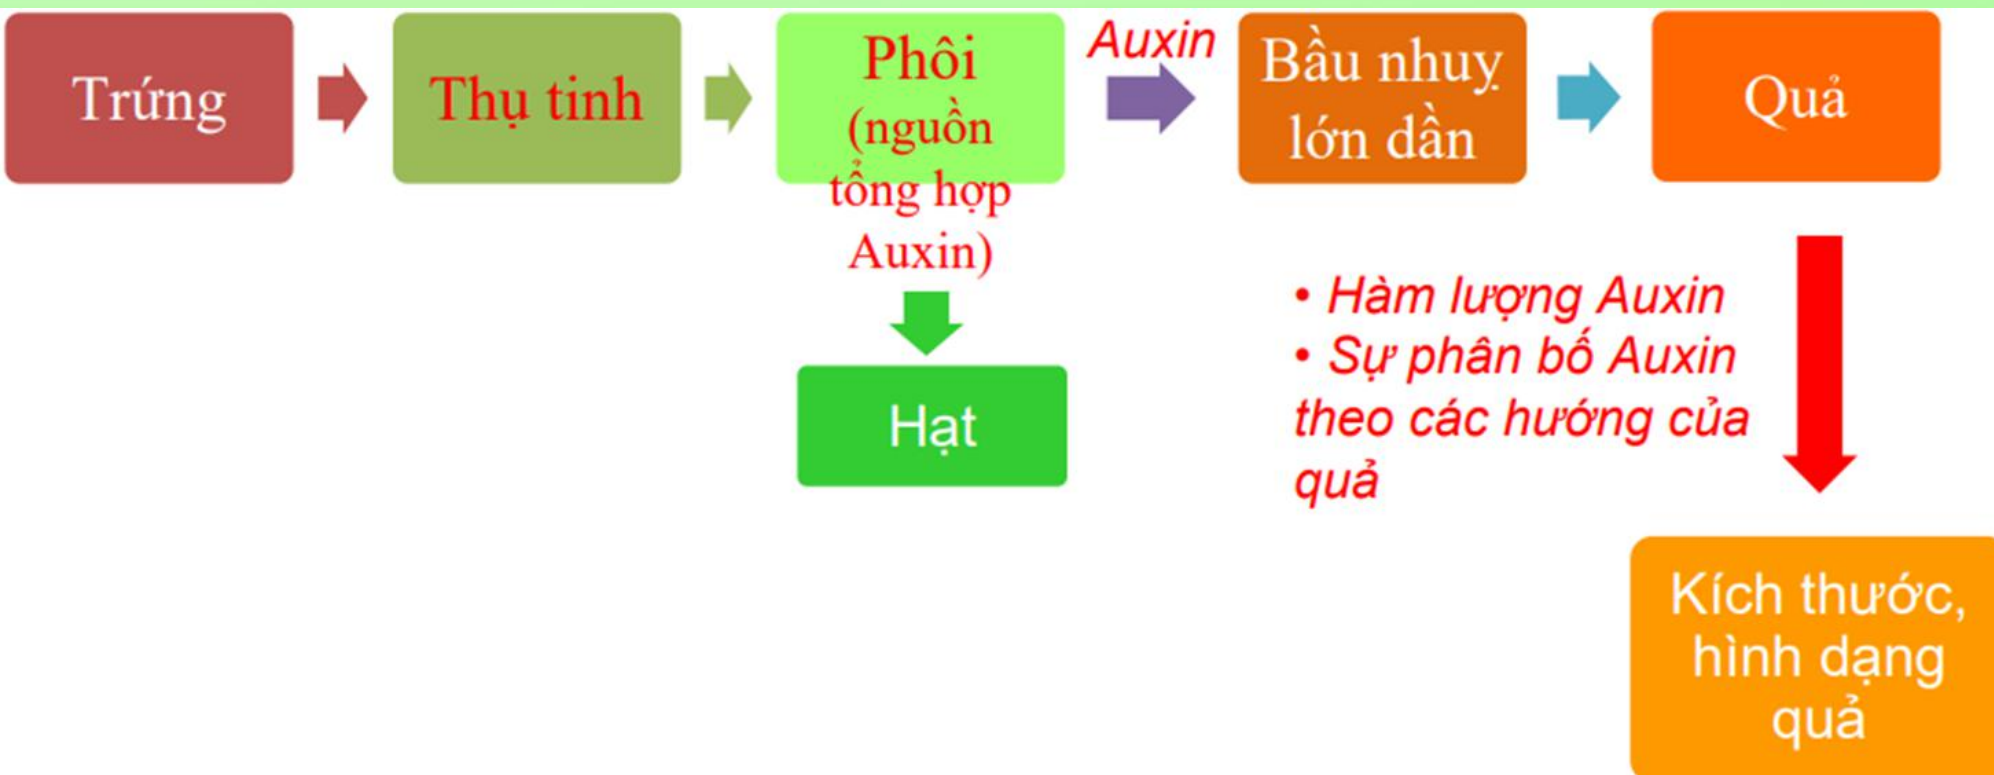 Trứng
Thụ tinh
Phôi
(nguồn
tổng hợp
Auxin)
Auxin
Bầu nhuỵ
lớn dần
Quả
Hạt
• Hàm lượng Auxin
• Sự phân bố Auxin
theo các hướng của
quả
Kích thước,
hình dạng
quả